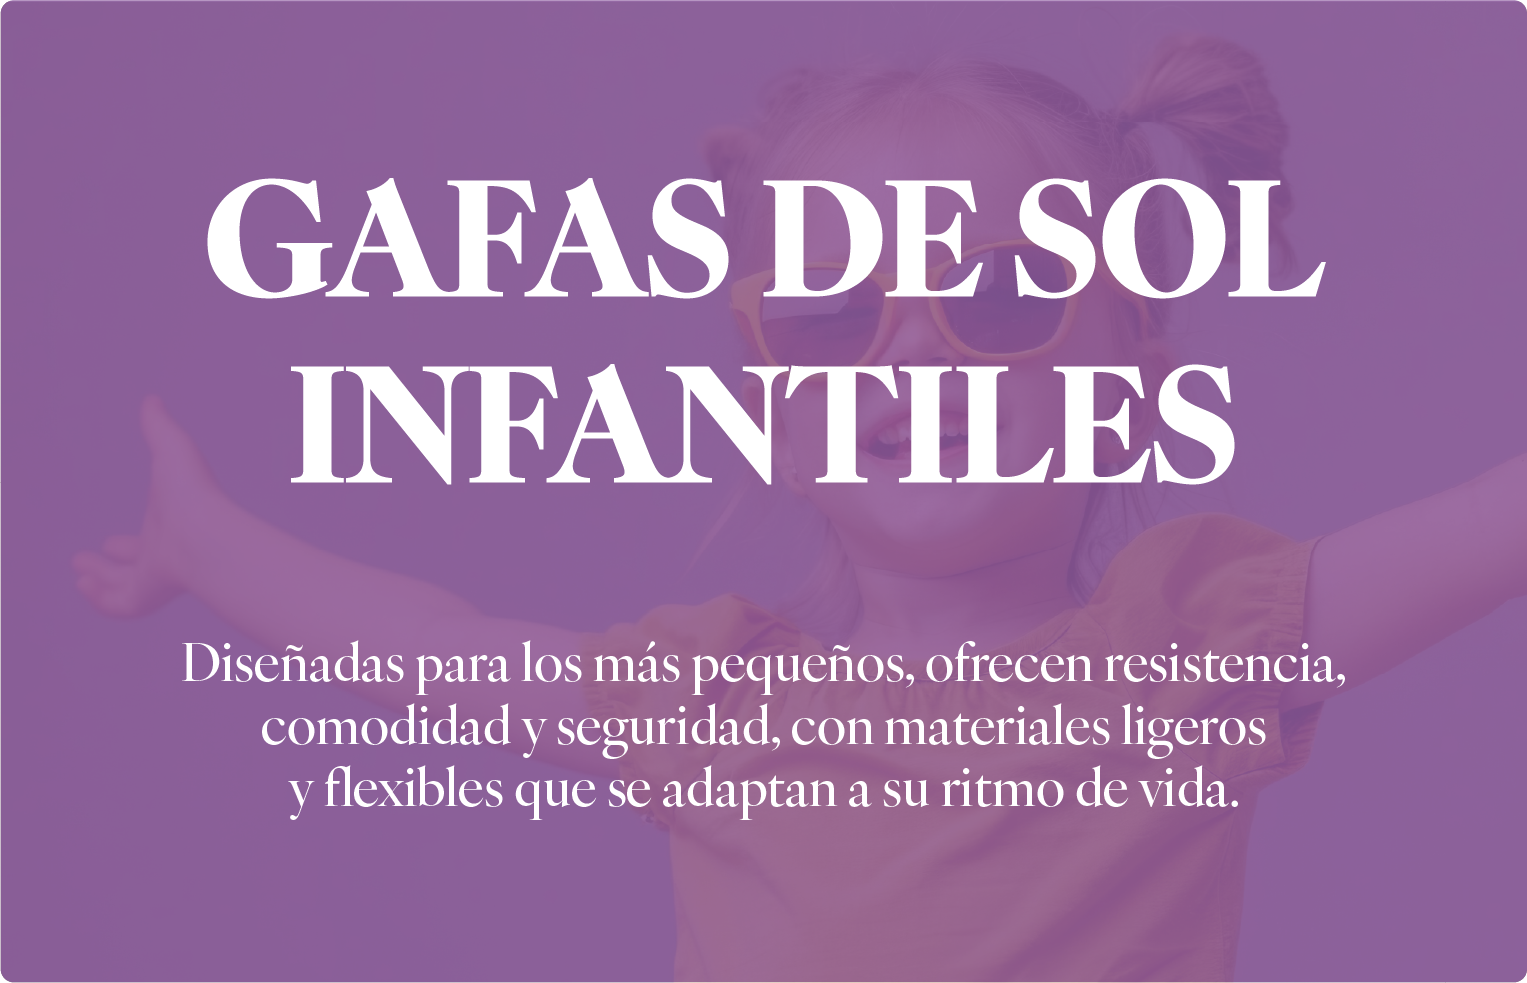 GAFAS DE SOL
INFANTILES
Diseñadas para los más pequeños, ofrecen resistencia,
comodidad y seguridad, con materiales ligeros
y flexibles que se adaptan a su ritmo de vida.